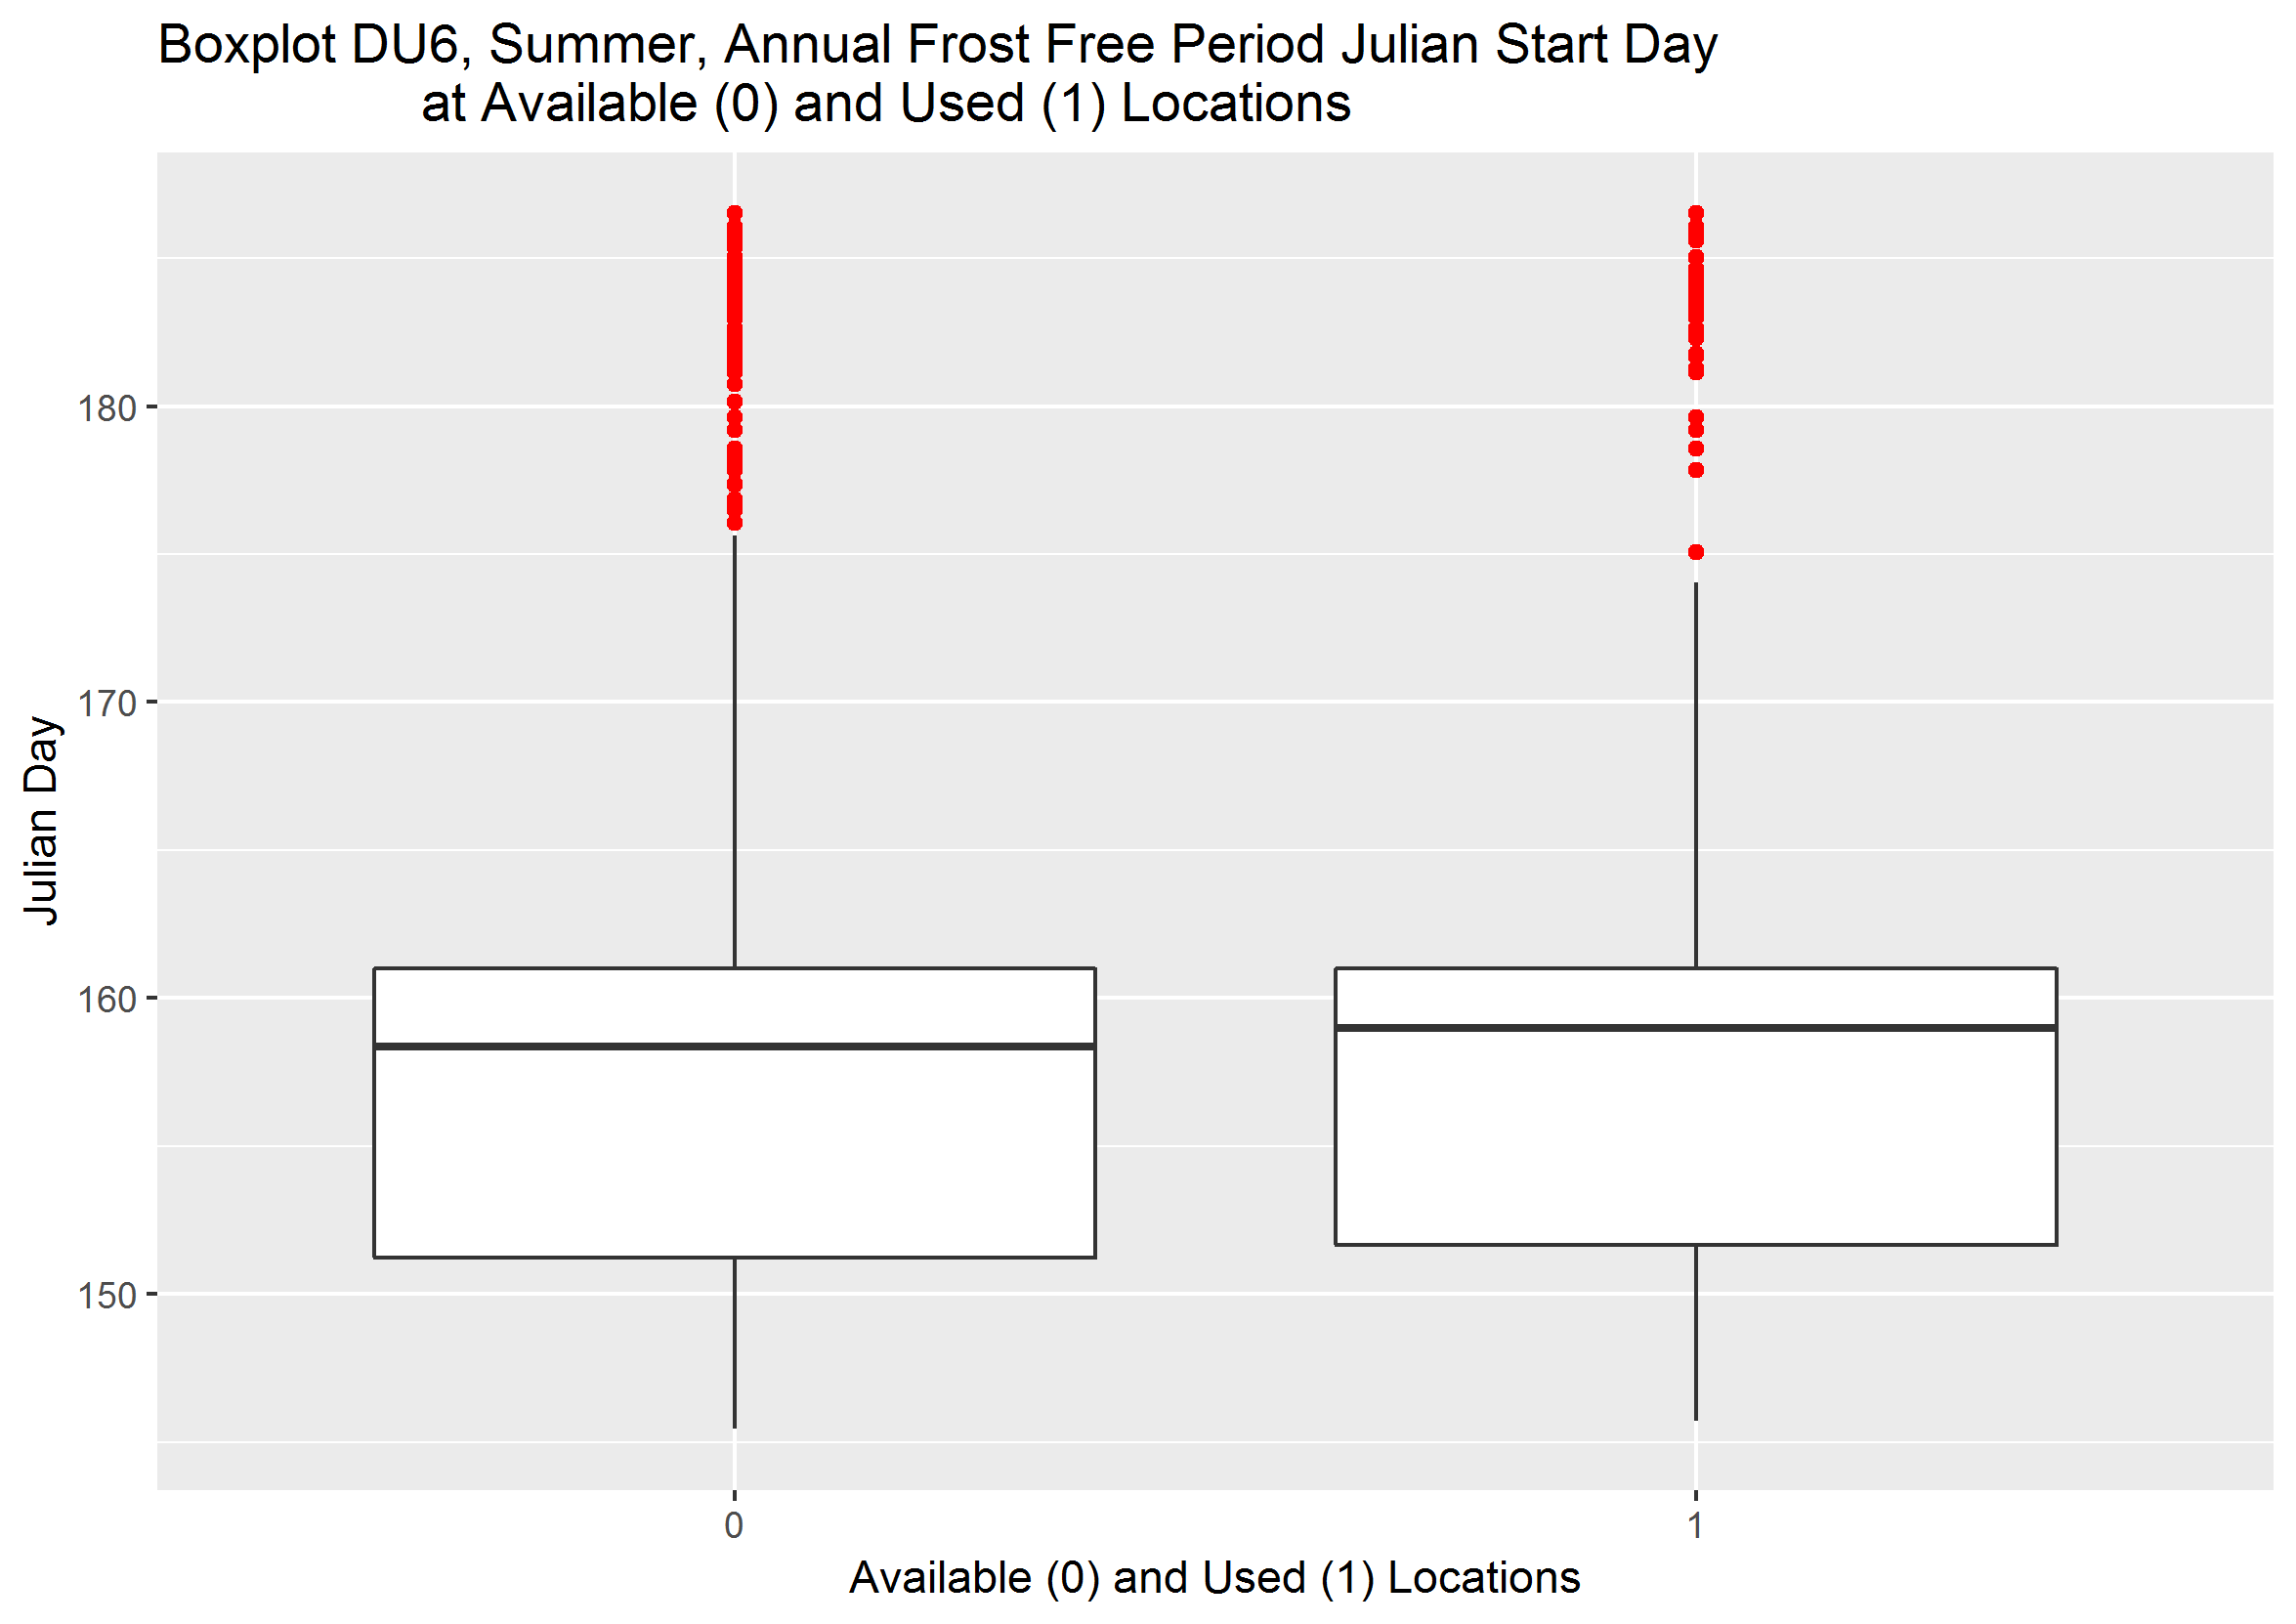 Boxplot DU6, Summer, Annual Frost Free Period Julian Start Day
at Available (0) and Used (1) Locations
Julian Day
180
170
160
150
0
1
Available (0) and Used (1) Locations